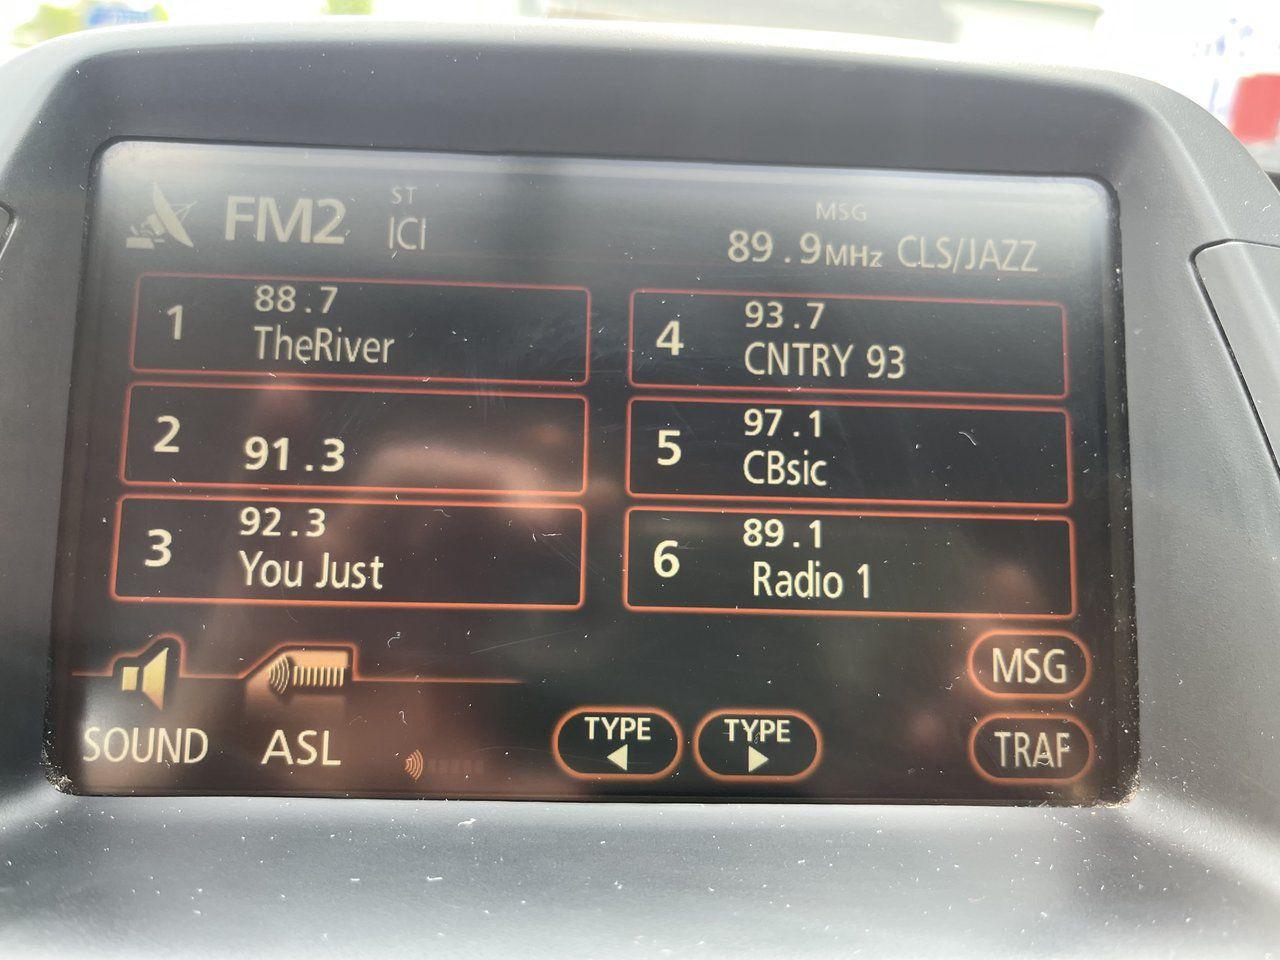 FM2
ST
ICI
MSG
89.9MHz CLS/JAZZ
1
88.7
TheRiver
2
91.3
3
92.3
You Just
4
93.7
CNTRY 93
5
97.1
CBsic
6
89.1
Radio 1
SOUND
ASL
TYPE
TYPE
MSG
TRAF